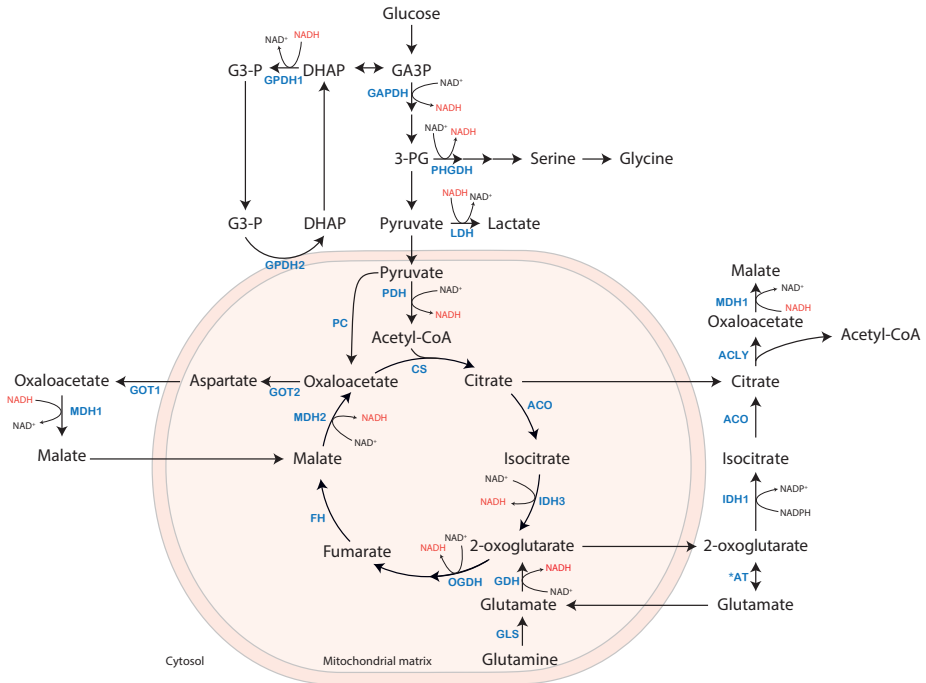 Glucose
NAD⁺ NADH
G3-P DHAP GA3P
GPDH1
GAPDH NAD⁺
NADH
NAD⁺ NADH
3-PG Serine Glycine
PHGDH
NADH NAD⁺
G3-P DHAP Pyruvate Lactate
LDH
GPDH2
Pyruvate
Malate
PDH NAD⁺
NADH
MDH1 NAD⁺
NADH
PC
Oxaloacetate
Acetyl-CoA
Acetyl-CoA
ACLY
CS
Oxaloacetate Aspartate Oxaloacetate Citrate Citrate
GOT1 GOT2
NADH
MDH1
NAD⁺
MDH2 NADH
NAD⁺
ACO
ACO
Malate Malate Isocitrate Isocitrate
NAD⁺
NADH IDH3
IDH1 NADP⁺
NADPH
FH
Fumarate
NADH NAD⁺
2-oxoglutarate 2-oxoglutarate
OGDH GDH NADH
NAD⁺
*AT
Glutamate Glutamate
GLS
Cytosol Mitochondrial matrix Glutamine